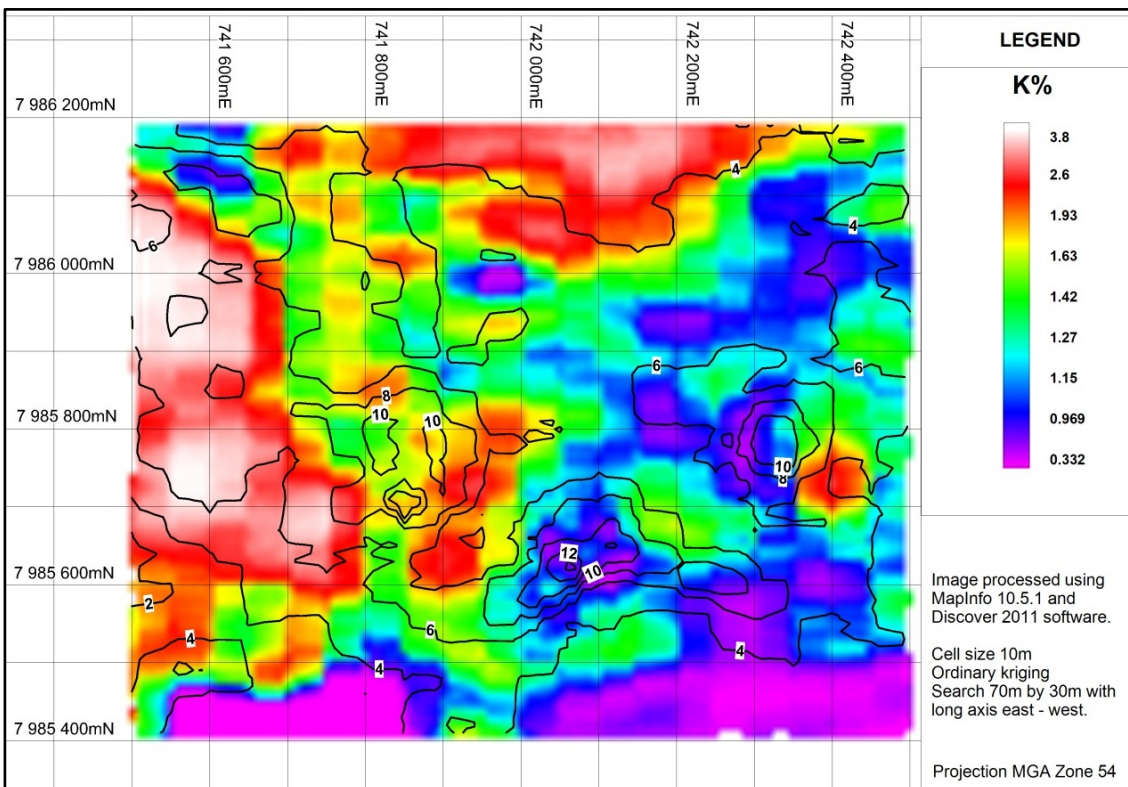 741 600mE
741 800mE
742 000mE
742 200mE
742 400mE
7 986 200mN
7 986 000mN
7 985 800mN
7 985 600mN
7 985 400mN
4
4
6
6
6
8
10
10
10
8
12
10
2
4
6
4
4
LEGEND
K%
3.8
2.6
1.93
1.63
1.42
1.27
1.15
0.969
0.332
Image processed using
MapInfo 10.5.1 and
Discover 2011 software.
Cell size 10m
Ordinary kriging
Search 70m by 30m with
long axis east - west.
Projection MGA Zone 54